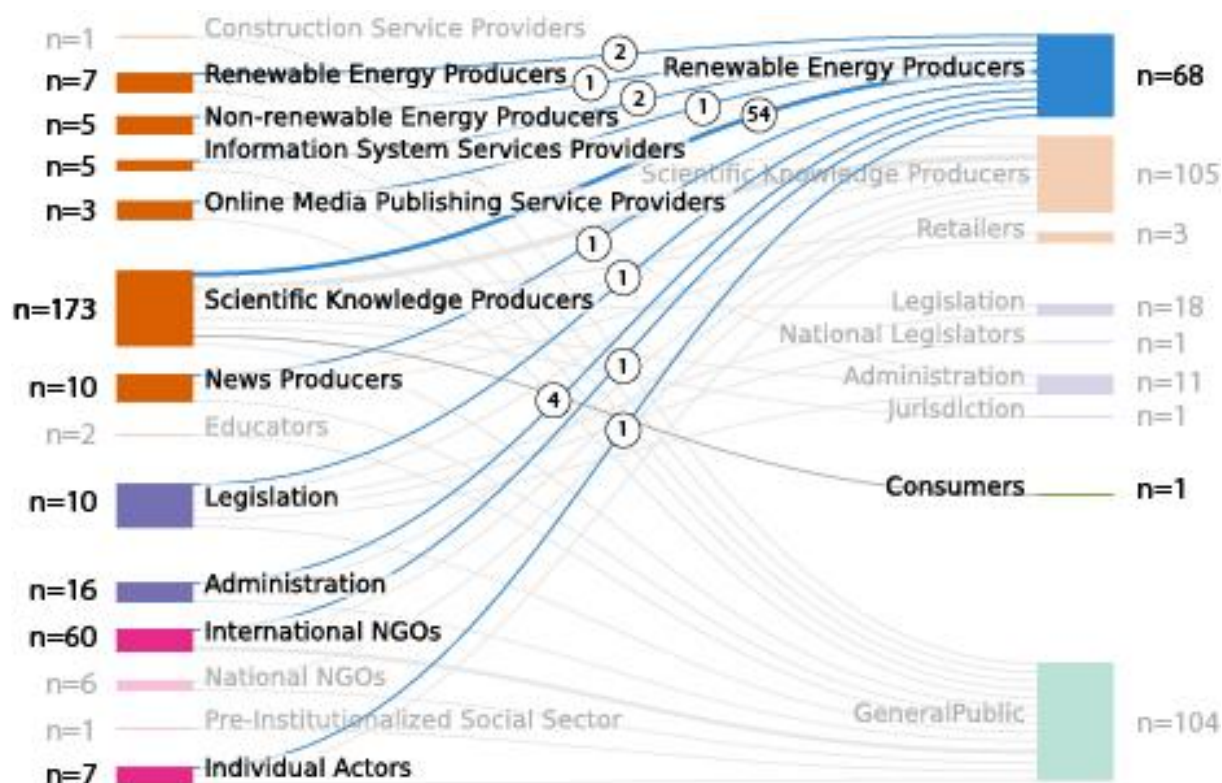 n=1 Construction Service Providers
2
n=7 Renewable Energy Producers 1 Renewable Energy Producers n=68
2 1 54
n=5 Non-renewable Energy Producers
n=5 Information System Services Providers
Scientific Knowledge Producers n=105
n=3 Online Media Publishing Service Providers
Retailers n=3
1
1
n=173 Scientific Knowledge Producers
Legislation n=18
National Legislators n=1
1
n=10 News Producers
Administration n=11
4
Jurisdiction n=1
n=2 Educators
1
Consumers n=1
n=10 Legislation
n=16 Administration
n=60 International NGOs
n=6 National NGOs
GeneralPublic n=104
n=1 Pre-Institutionalized Social Sector
n=7 Individual Actors